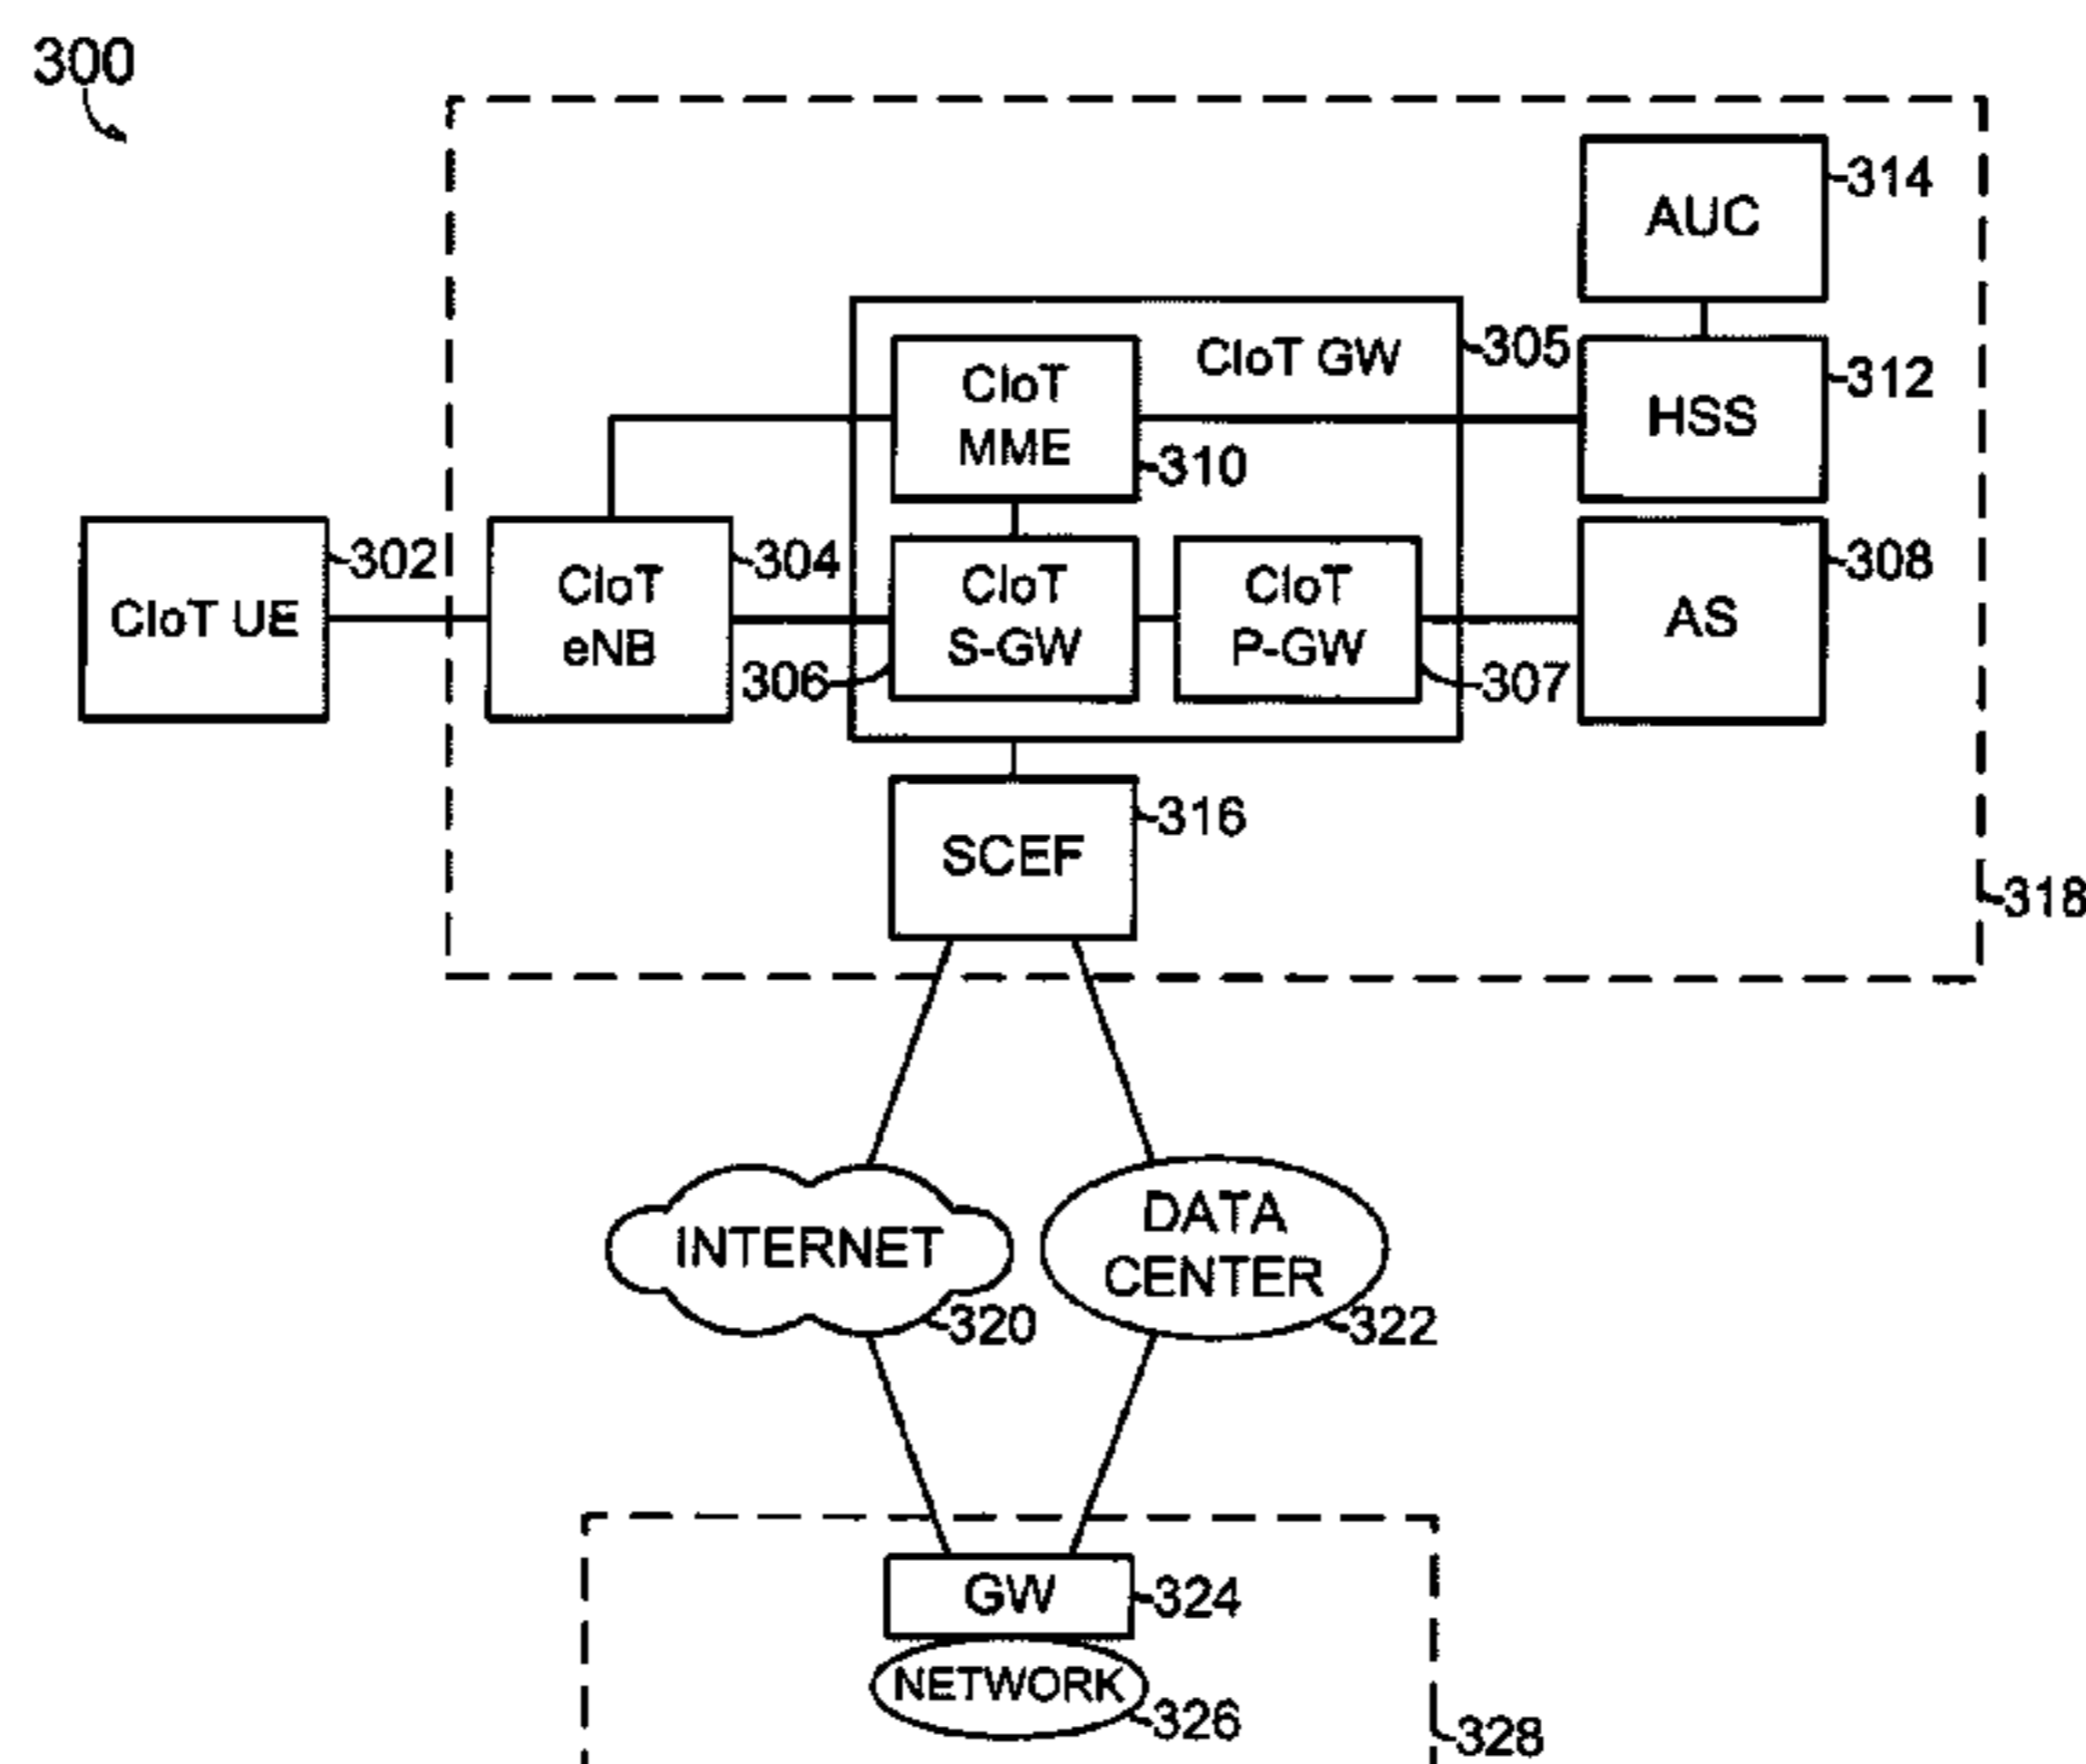 300
AUC
314
CIoT GW
305
CIoT
MME
310
HSS
312
CIoT UE
302
CIoT
eNB
304
CIoT
S-GW
306
CIoT
P-GW
307
AS
308
SCEF
316
318
INTERNET
320
DATA
CENTER
322
GW
324
NETWORK
326
328